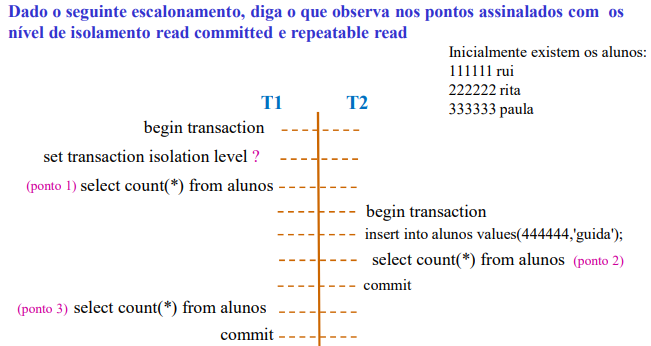 Dado o seguinte escalonamento, diga o que observa nos pontos assinalados com os
nível de isolamento read committed e repeatable read
Inicialmente existem os alunos:
111111 rui
222222 rita
333333 paula
T1 T2
begin transaction
set transaction isolation level ?
(ponto 1) select count(*) from alunos
begin transaction
insert into alunos values(444444,'guida');
select count(*) from alunos (ponto 2)
commit
(ponto 3) select count(*) from alunos
commit